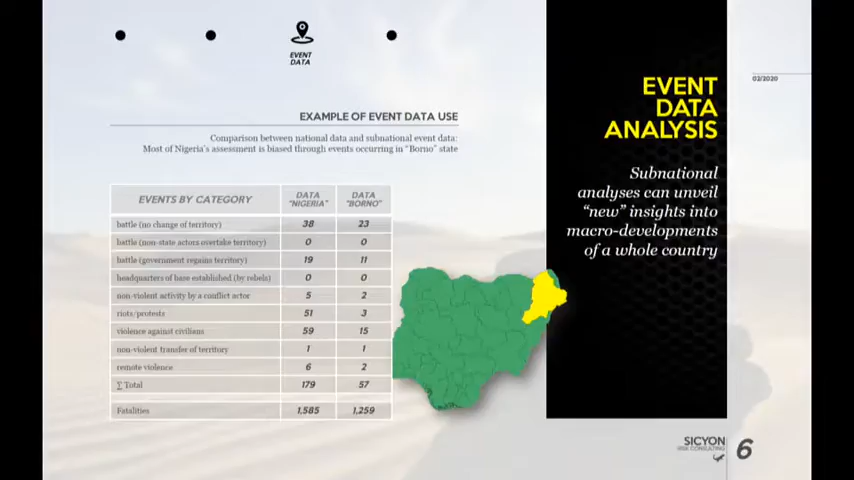 EVENT
DATA
EXAMPLE OF EVENT DATA USE
Comparison between national data and subnational event data:
Most of Nigeria's assessment is biased through events occurring in "Borno" state
EVENTS BY CATEGORY DATA "NIGERIA" DATA "BORNO"
battle (no change of territory) 38 23
battle (non-state actors overtake territory) 0 0
battle (government regains territory) 19 11
headquarters of base established (by rebels) 0 0
non-violent activity by a conflict actor 5 2
riots/protests 51 3
violence against civilians 59 15
non-violent transfer of territory 1 1
remote violence 6 2
∑ Total 179 57
Fatalities 1,585 1,259
EVENT
DATA
ANALYSIS
Subnational
analyses can unveil
"new" insights into
macro-developments
of a whole country
02/2020
SICYON
RISK CONSULTING
6